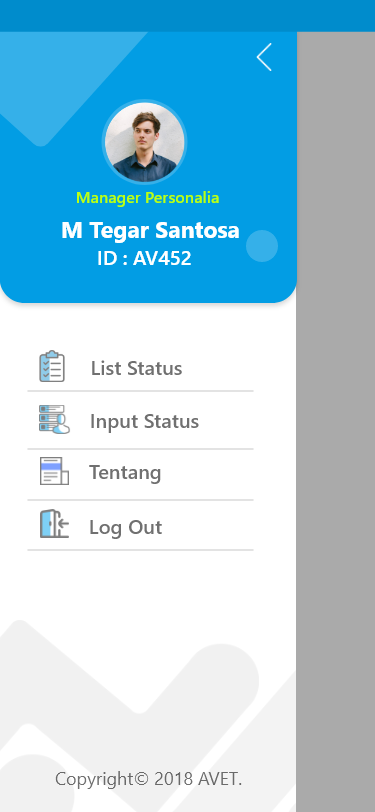 Manager Personalia
M Tegar Santosa
ID : AV452
List Status
Input Status
Tentang
Log Out
Copyright© 2018 AVET.